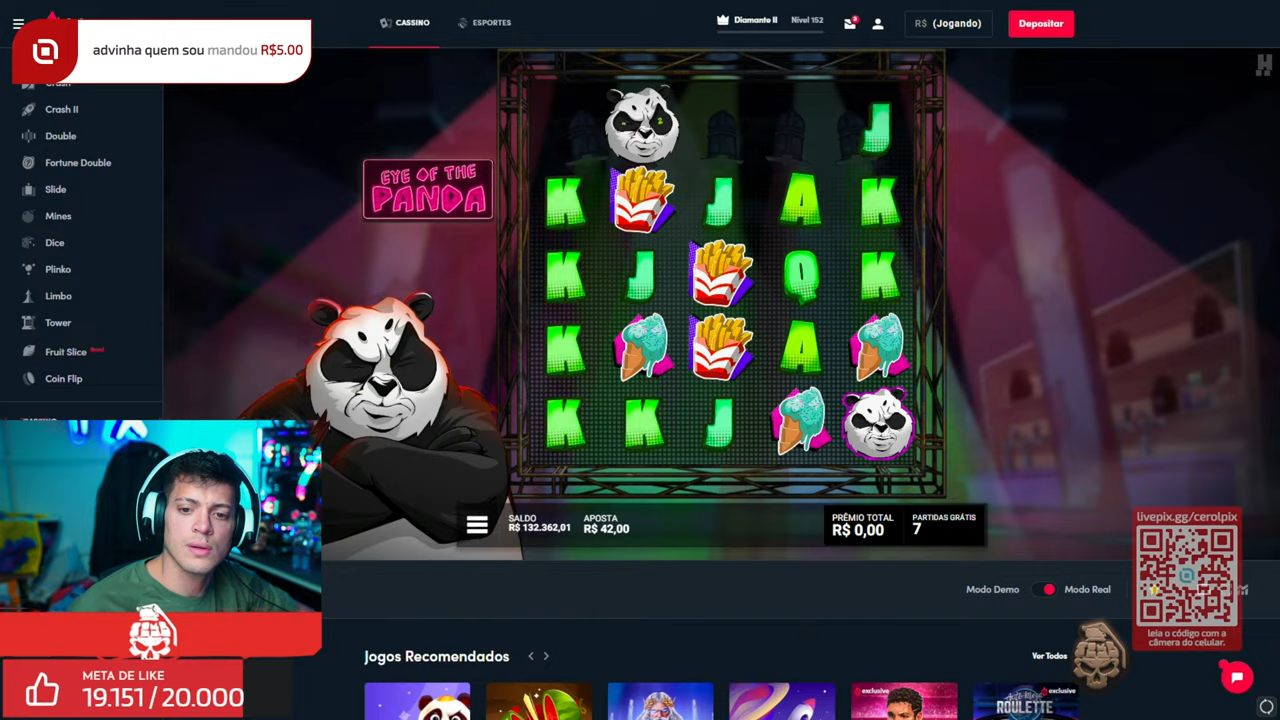 advinha quem sou mandou R$5.00
CASSINO
ESPORTES
Diamante II
Nível 152
3
R$ (Jogando)
Depositar
Crash
Crash II
Double
Fortune Double
Slide
Mines
Dice
Plinko
Limbo
Tower
Fruit Slice
Coin Flip
EYE OF THE
PANDA
2
J
K J A K
K J Q K
K A
K K J
SALDO
R$ 132.362,01
APOSTA
R$ 42,00
PRÊMIO TOTAL
R$ 0,00
PARTIDAS GRÁTIS
7
livepix.gg/cerolpix
leia o código com a
câmera do celular.
Modo Demo
Modo Real
META DE LIKE
19.151 / 20.000
Jogos Recomendados
Ver Todos
exclusive
exclusive
ROULETTE